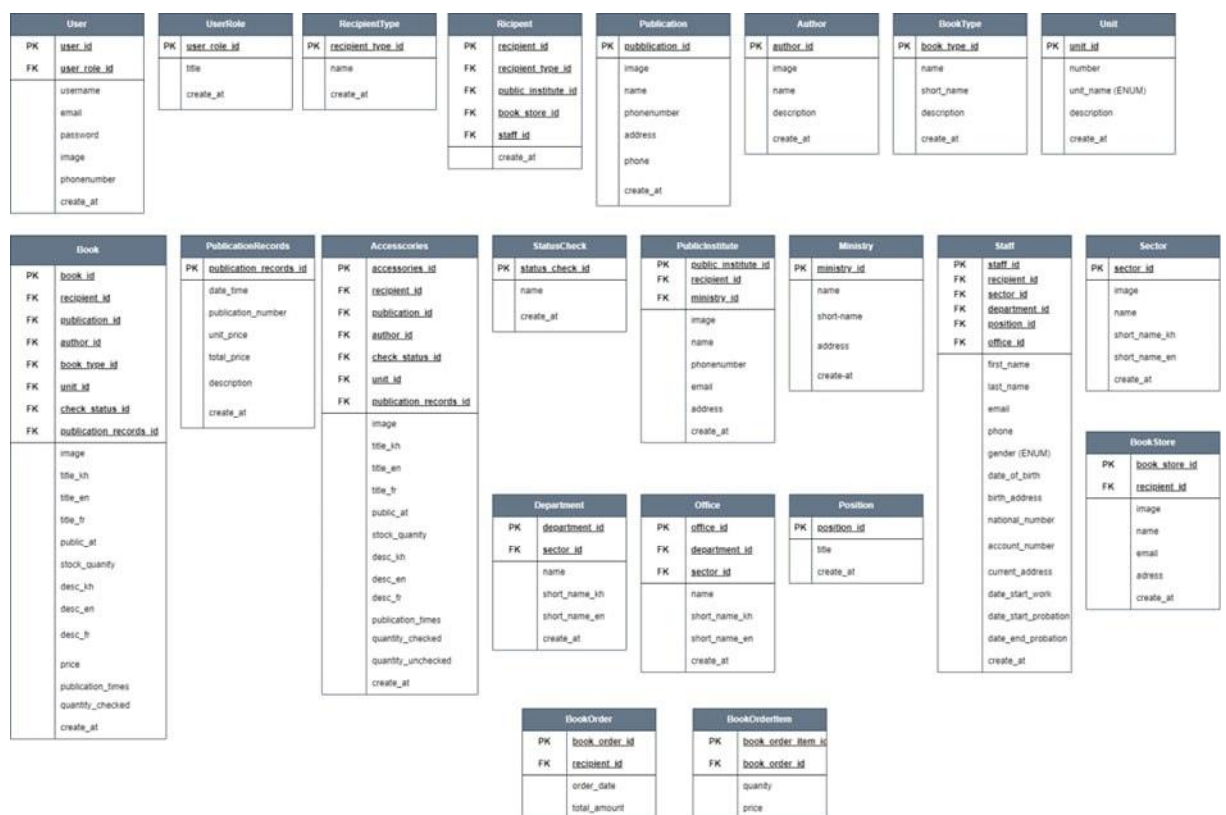 User
PK user_id
FK user_role_id
username
email
password
image
phonenumber
create_at
UserRole
PK user_role_id
title
create_at
RecipientType
PK recipient_type_id
name
create_at
Ricipent
PK recipient_id
FK recipient_type_id
FK public_institute_id
FK book_store_id
FK staff_id
create_at
Publication
PK pubblication_id
image
name
phonenumber
address
phone
create_at
Author
PK author_id
image
name
description
create_at
BookType
PK book_type_id
name
short_name
description
create_at
Unit
PK unit_id
number
unit_name (ENUM)
description
create_at
Book
PK book_id
FK recipient_id
FK publication_id
FK author_id
FK book_type_id
FK unit_id
FK check_status_id
FK publication_records_id
image
title_kh
title_en
title_fr
public_at
stock_quanity
desc_kh
desc_en
desc_fr
price
publication_times
quantity_checked
create_at
PublicationRecords
PK publication_records_id
date_time
publication_number
unit_price
total_price
description
create_at
Accesscories
PK accessories_id
FK recipient_id
FK publication_id
FK author_id
FK check_status_id
FK unit_id
FK publication_records_id
image
title_kh
title_en
title_fr
public_at
stock_quanity
desc_kh
desc_en
desc_fr
publication_times
quantity_checked
quantity_unchecked
create_at
StatusCheck
PK status_check_id
name
create_at
PublicInstitute
PK public_institute_id
FK recipient_id
FK ministry_id
image
name
phonenumber
email
address
create_at
Ministry
PK ministry_id
name
short-name
address
create-at
Staff
PK staff_id
FK recipient_id
FK sector_id
FK department_id
FK position_id
FK office_id
first_name
last_name
email
phone
gender (ENUM)
date_of_birth
birth_address
national_number
account_number
current_address
date_start_work
date_start_probation
date_end_probation
create_at
Sector
PK sector_id
image
name
short_name_kh
short_name_en
create_at
BookStore
PK book_store_id
FK recipient_id
image
name
email
adress
create_at
Department
PK department_id
FK sector_id
name
short_name_kh
short_name_en
create_at
Office
PK office_id
FK department_id
FK sector_id
name
short_name_kh
short_name_en
create_at
Position
PK position_id
title
create_at
BookOrder
PK book_order_id
FK recipient_id
order_date
total_amount
BookOrderItem
PK book_order_item_id
FK book_order_id
quanity
price